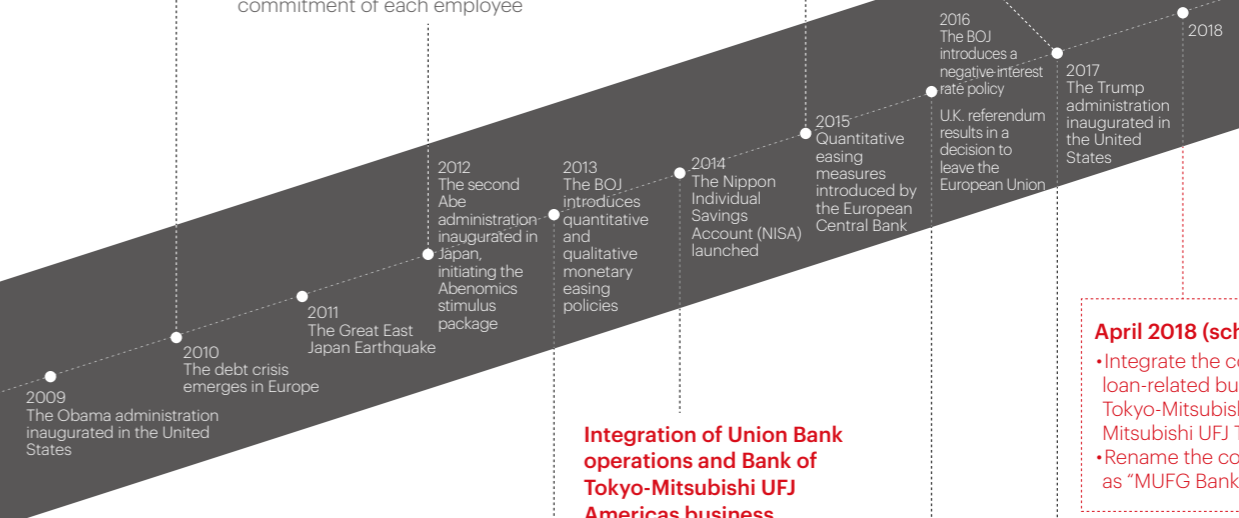 commitment of each employee
2009
The Obama administration
inaugurated in the United
States
2010
The debt crisis
emerges in Europe
2011
The Great East
Japan Earthquake
2012
The second
Abe
administration
inaugurated in
Japan,
initiating the
Abenomics
stimulus
package
2013
The BOJ
introduces
quantitative
and
qualitative
monetary
easing
policies
2014
The Nippon
Individual
Savings
Account (NISA)
launched
2015
Quantitative
easing
measures
introduced by
the European
Central Bank
2016
The BOJ
introduces a
negative interest
rate policy
U.K. referendum
results in a
decision to
leave the
European Union
2017
The Trump
administration
inaugurated in
the United
States
2018
Integration of Union Bank
operations and Bank of
Tokyo-Mitsubishi UFJ
Americas business
April 2018 (sch
•Integrate the co
loan-related bu
Tokyo-Mitsubish
Mitsubishi UFJ T
•Rename the co
as “MUFG Bank